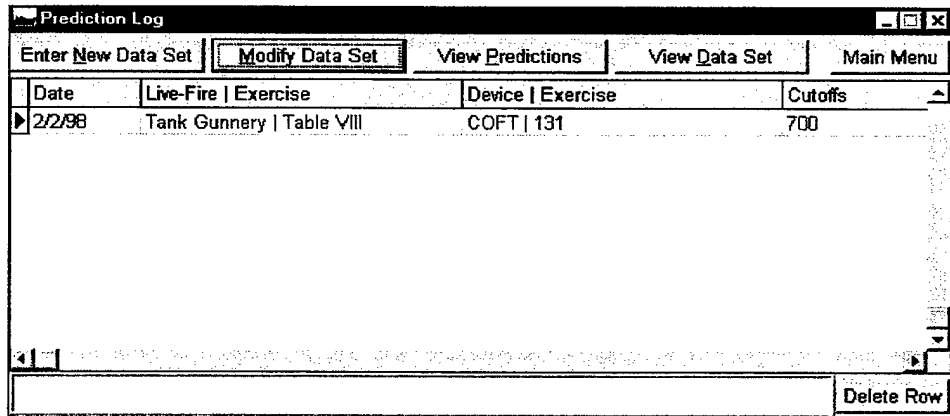 Prediction Log
Enter New Data Set Modify Data Set View Predictions View Data Set Main Menu
Date Live-Fire | Exercise Device | Exercise Cutoffs
2/2/98 Tank Gunnery | Table VIII COFT | 131 700
Delete Row